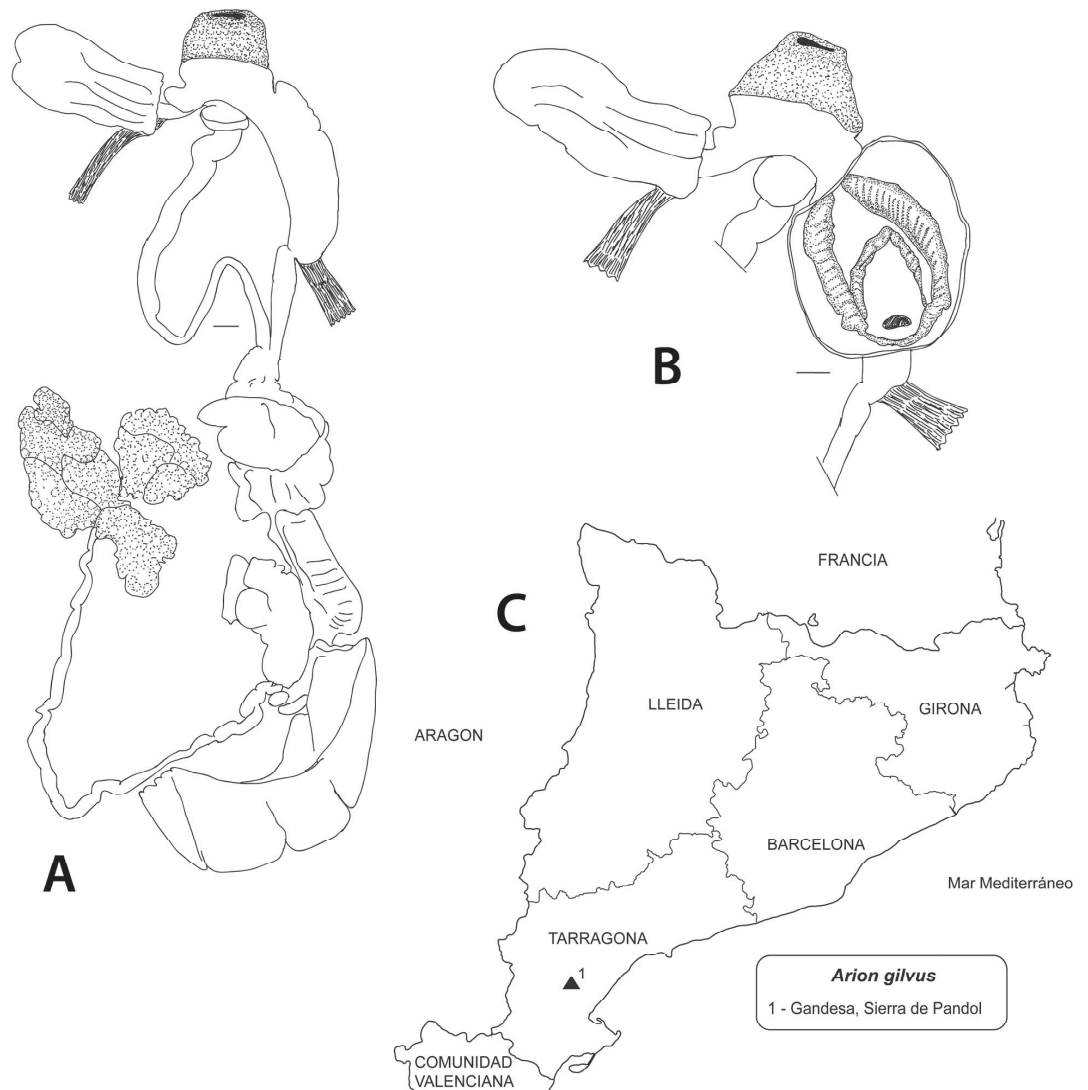 B
C
FRANCIA
LLEIDA
GIRONA
ARAGON
BARCELONA
A
Mar Mediterráneo
TARRAGONA
1
Arion gilvus
1 - Gandesa, Sierra de Pandol
COMUNIDAD
VALENCIANA